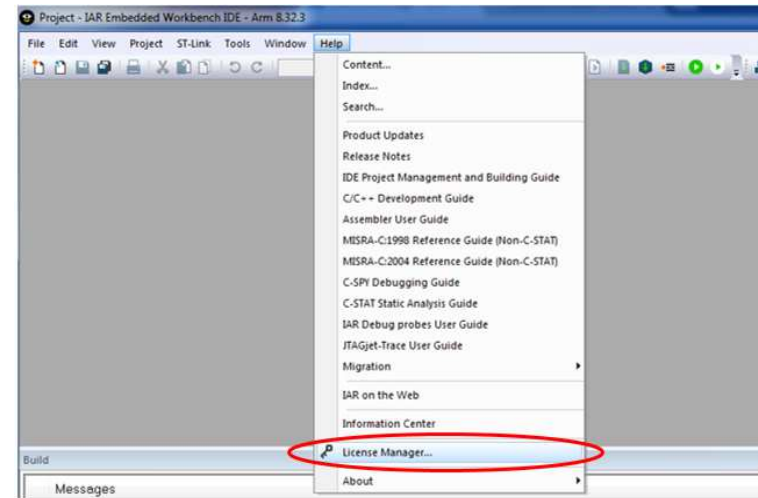 Project - IAR Embedded Workbench IDE - Arm 8.32.3
File Edit View Project ST-Link Tools Window Help
Content...
Index...
Search...
Product Updates
Release Notes
IDE Project Management and Building Guide
C/C++ Development Guide
Assembler User Guide
MISRA-C:1998 Reference Guide (Non-C-STAT)
MISRA-C:2004 Reference Guide (Non-C-STAT)
C-SPY Debugging Guide
C-STAT Static Analysis Guide
IAR Debug probes User Guide
JTAGjet-Trace User Guide
Migration
IAR on the Web
Information Center
License Manager...
About
Build
Messages